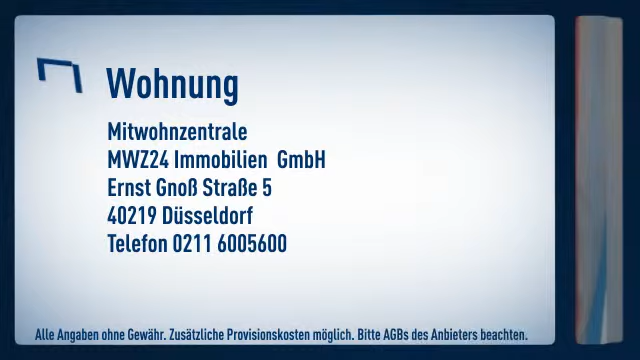 Wohnung
Mitwohnzentrale
MWZ24 Immobilien GmbH
Ernst Gnoß Straße 5
40219 Düsseldorf
Telefon 0211 6005600
Alle Angaben ohne Gewähr. Zusätzliche Provisionskosten möglich. Bitte AGBs des Anbieters beachten.